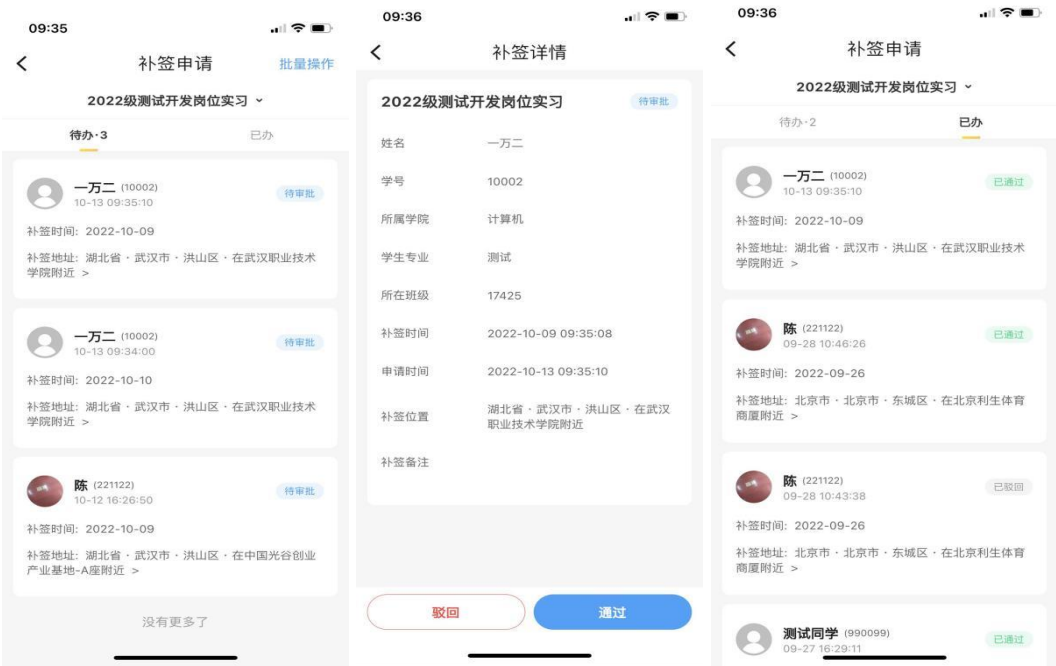 09:35
补签申请
批量操作
2022级测试开发岗位实习
待办·3
已办
一万二 (10002)
待审批
10-13 09:35:10
补签时间: 2022-10-09
补签地址: 湖北省·武汉市·洪山区·在武汉职业技术
学院附近 >
一万二 (10002)
待审批
10-13 09:34:00
补签时间: 2022-10-10
补签地址: 湖北省·武汉市·洪山区·在武汉职业技术
学院附近 >
陈 (221122)
待审批
10-12 16:26:50
补签时间: 2022-10-09
补签地址: 湖北省·武汉市·洪山区·在中国光谷创业
产业基地-A座附近 >
没有更多了
09:36
补签详情
2022级测试开发岗位实习
待审批
姓名 一万二
学号 10002
所属学院 计算机
学生专业 测试
所在班级 17425
补签时间 2022-10-09 09:35:08
申请时间 2022-10-13 09:35:10
补签位置 湖北省·武汉市·洪山区·在武汉
职业技术学院附近
补签备注
驳回
通过
09:36
补签申请
2022级测试开发岗位实习
待办·2
已办
一万二 (10002)
已通过
10-13 09:35:10
补签时间: 2022-10-09
补签地址: 湖北省·武汉市·洪山区·在武汉职业技术
学院附近 >
陈 (221122)
已通过
09-28 10:46:26
补签时间: 2022-09-26
补签地址: 北京市·北京市·东城区·在北京利生体育
商厦附近 >
陈 (221122)
已驳回
09-28 10:43:38
补签时间: 2022-09-26
补签地址: 北京市·北京市·东城区·在北京利生体育
商厦附近 >
测试同学 (990099)
已通过
09-27 16:29:11